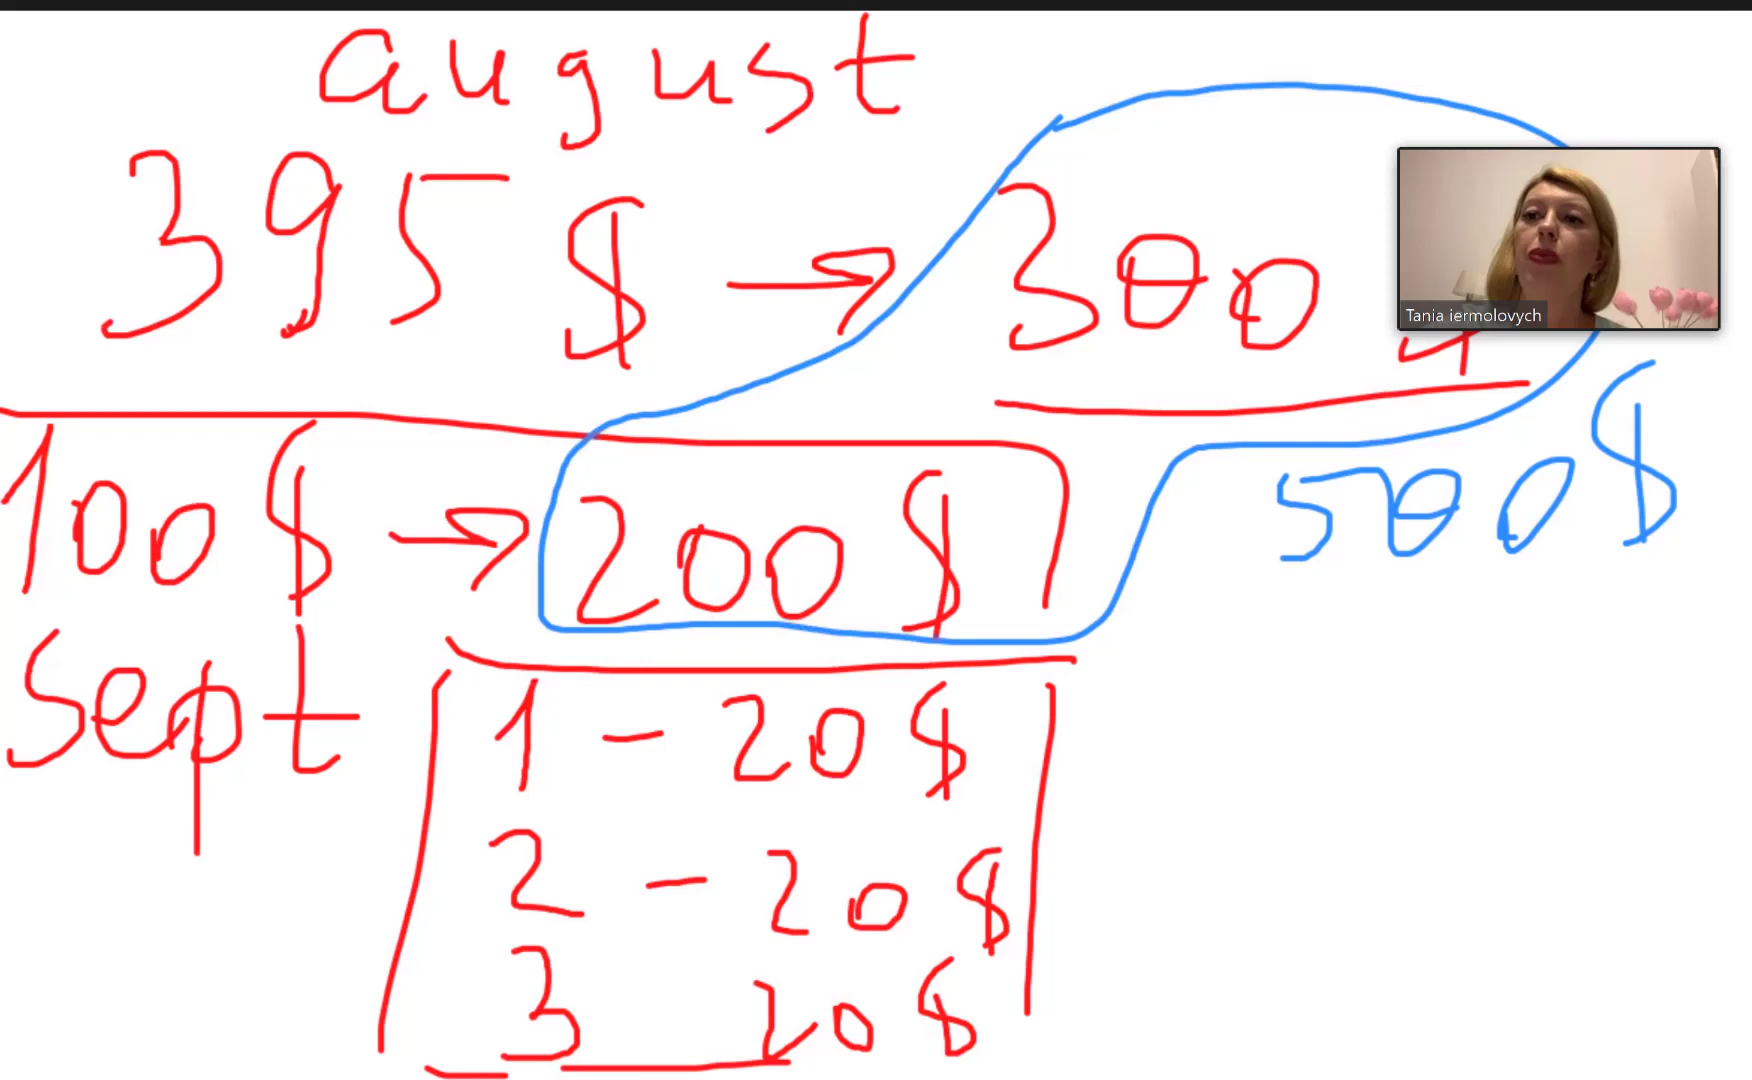 august
395 $ → 300
Tania iermolovych
100 $ → 200 $
500 $
Sept
1 - 20 $
2 - 20 $
3 20 $